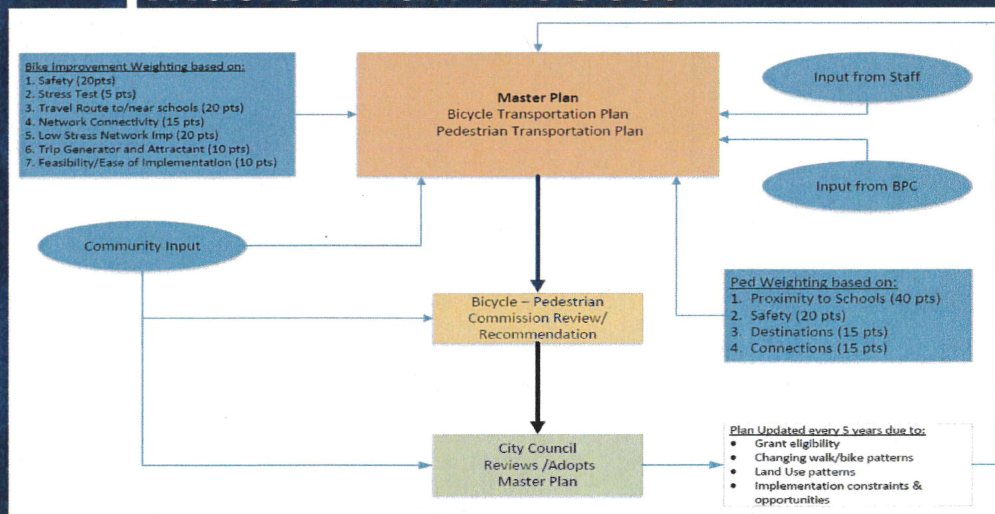 Bike Improvement Weighting based on:
1. Safety (20pts)
2. Stress Test (5 pts)
3. Travel Route to/near schools (20 pts)
4. Network Connectivity (15 pts)
5. Low Stress Network Imp (20 pts)
6. Trip Generator and Attractant (10 pts)
7. Feasibility/Ease of Implementation (10 pts)
Master Plan
Bicycle Transportation Plan
Pedestrian Transportation Plan
Input from Staff
Input from BPC
Community Input
Bicycle – Pedestrian
Commission Review/
Recommendation
Ped Weighting based on:
1. Proximity to Schools (40 pts)
2. Safety (20 pts)
3. Destinations (15 pts)
4. Connections (15 pts)
City Council
Reviews /Adopts
Master Plan
Plan Updated every 5 years due to:
• Grant eligibility
• Changing walk/bike patterns
• Land Use patterns
• Implementation constraints &
opportunities